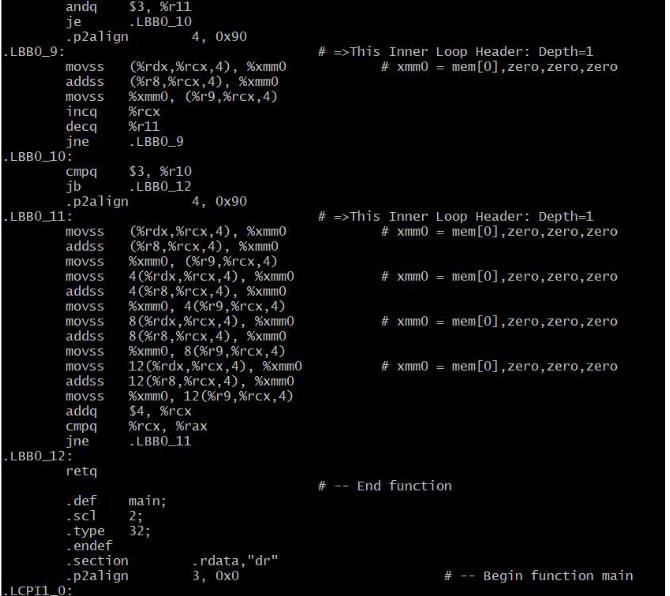 andq $3, %r11
je .LBB0_10
.p2align 4, 0x90
.LBB0_9: # =>This Inner Loop Header: Depth=1
movss (%rdx,%rcx,4), %xmm0 # xmm0 = mem[0],zero,zero,zero
addss (%r8,%rcx,4), %xmm0
movss %xmm0, (%r9,%rcx,4)
incq %rcx
decq %r11
jne .LBB0_9
.LBB0_10:
cmpq $3, %r10
jb .LBB0_12
.p2align 4, 0x90
.LBB0_11: # =>This Inner Loop Header: Depth=1
movss (%rdx,%rcx,4), %xmm0 # xmm0 = mem[0],zero,zero,zero
addss (%r8,%rcx,4), %xmm0
movss %xmm0, (%r9,%rcx,4)
movss 4(%rdx,%rcx,4), %xmm0 # xmm0 = mem[0],zero,zero,zero
addss 4(%r8,%rcx,4), %xmm0
movss %xmm0, 4(%r9,%rcx,4)
movss 8(%rdx,%rcx,4), %xmm0 # xmm0 = mem[0],zero,zero,zero
addss 8(%r8,%rcx,4), %xmm0
movss %xmm0, 8(%r9,%rcx,4)
movss 12(%rdx,%rcx,4), %xmm0 # xmm0 = mem[0],zero,zero,zero
addss 12(%r8,%rcx,4), %xmm0
movss %xmm0, 12(%r9,%rcx,4)
addq $4, %rcx
cmpq %rcx, %rax
jne .LBB0_11
.LBB0_12:
retq
# -- End function
.def main;
.scl 2;
.type 32;
.endef
.section .rdata,"dr"
.p2align 3, 0x0 # -- Begin function main
.LCPI1_0: